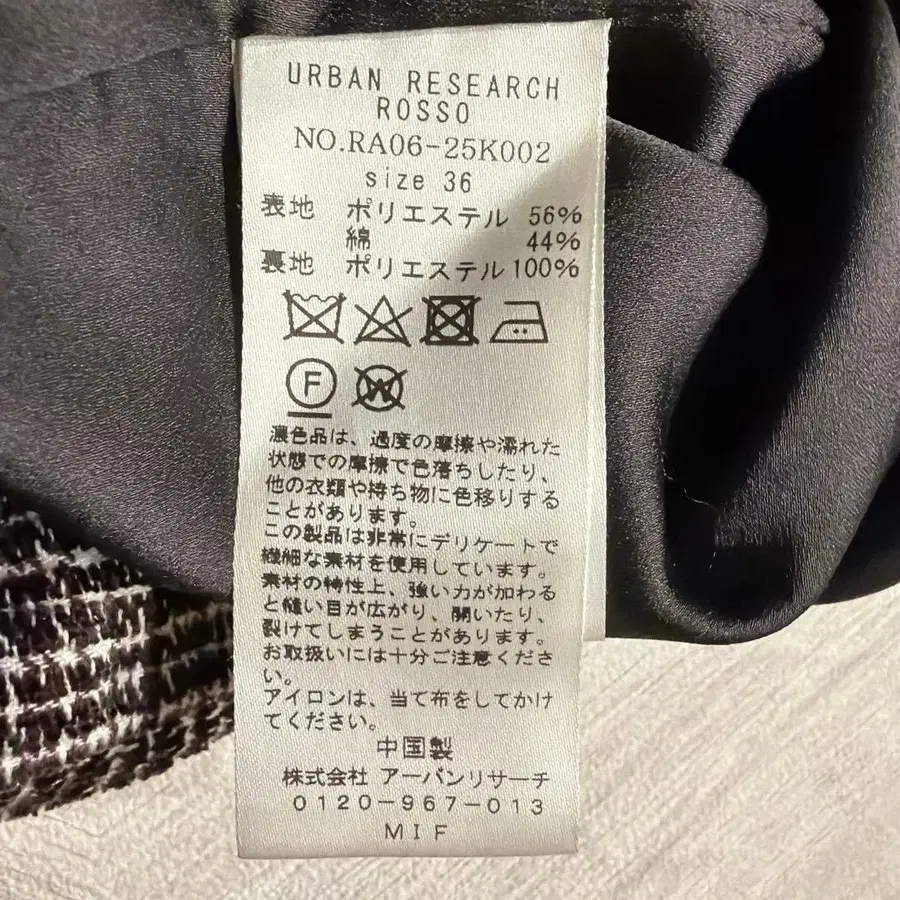 URBAN RESEARCH
ROSSO
NO.RA06-25K002
size 36
表地 ポリエステル 56%
綿 44%
裏地 ポリエステル 100%
F
W
濃色品は、過度の摩擦や濡れた
状態での摩擦で色落ちしたり、
他の衣類や持ち物に色移りする
ことがあります。
この製品は非常にデリケートで
繊細な素材を使用しています。
素材の特性上、強い力が加わる
と縫い目が広がり、開いたり、
裂けてしまうことがあります。
お取扱いには十分ご注意くださ
い。
アイロンは、当て布をしてかけ
てください。
中国製
株式会社 アーバンリサーチ
0120-967-013
MIF